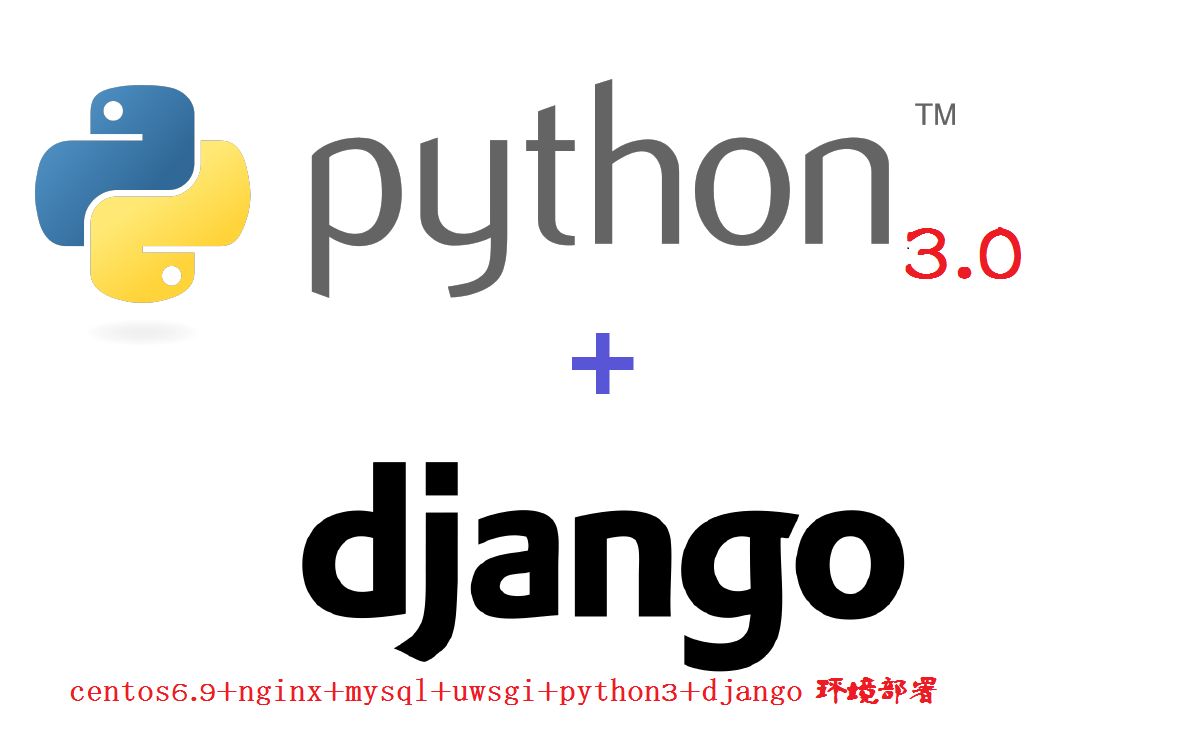 python™
3.0
+
django
centos6.9+nginx+mysql+uwsgi+python3+django 环境部署